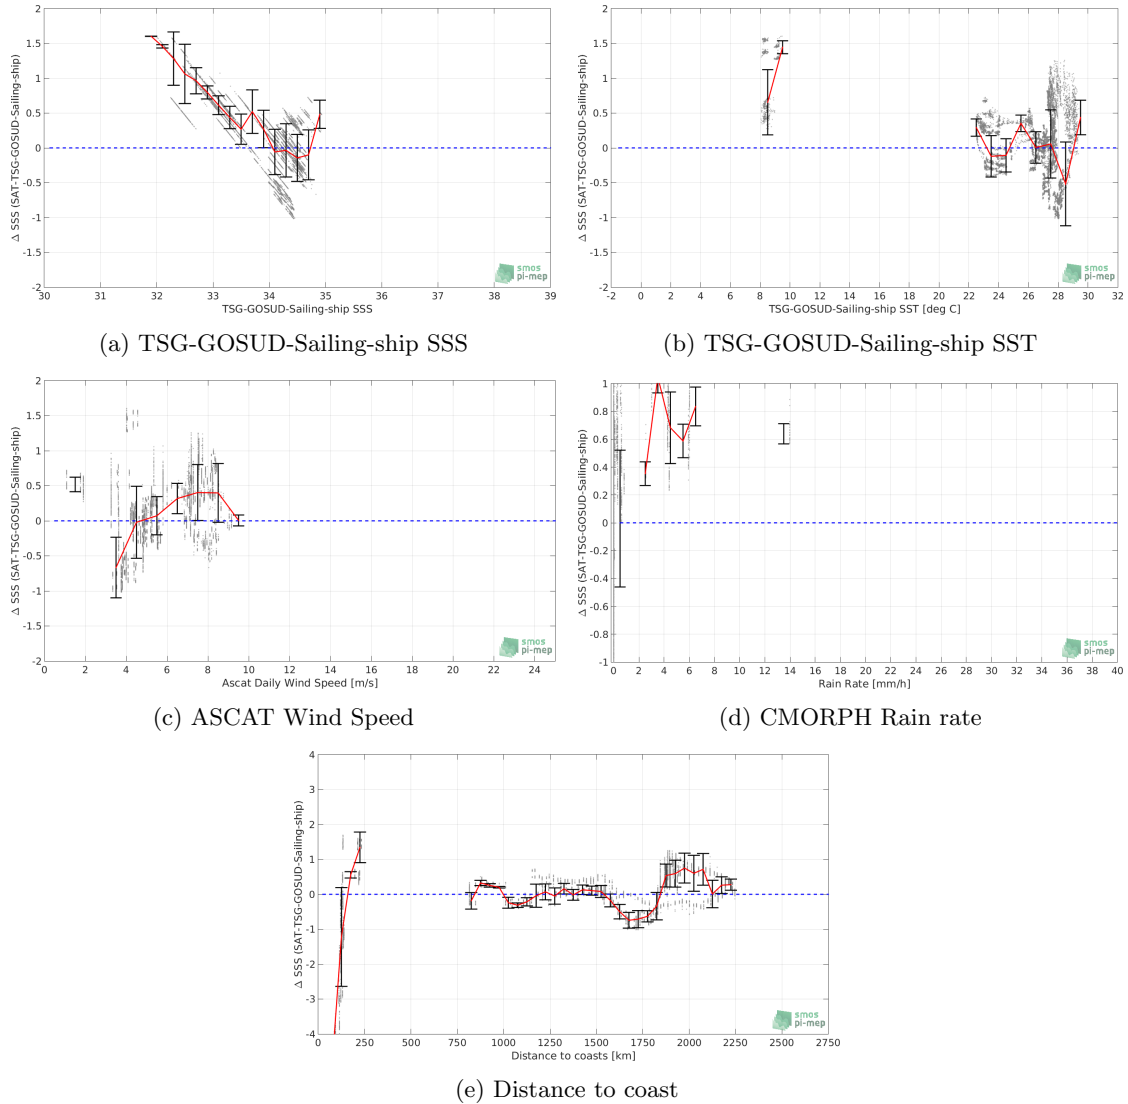 2
1.5
1
0.5
0
-0.5
-1
-1.5
-2
Δ SSS (SAT-TSG-GOSUD-Sailing-ship)
30 31 32 33 34 35 36 37 38 39
TSG-GOSUD-Sailing-ship SSS
smos
pi-mep
(a) TSG-GOSUD-Sailing-ship SSS
2
1.5
1
0.5
0
-0.5
-1
-1.5
-2
Δ SSS (SAT-TSG-GOSUD-Sailing-ship)
-2 0 2 4 6 8 10 12 14 16 18 20 22 24 26 28 30 32
TSG-GOSUD-Sailing-ship SST [deg C]
smos
pi-mep
(b) TSG-GOSUD-Sailing-ship SST
2
1.5
1
0.5
0
-0.5
-1
-1.5
-2
Δ SSS (SAT-TSG-GOSUD-Sailing-ship)
2 4 6 8 10 12 14 16 18 20 22 24
Ascat Daily Wind Speed [m/s]
smos
pi-mep
(c) ASCAT Wind Speed
1
0.8
0.6
0.4
0.2
0
-0.2
-0.4
-0.6
-0.8
-1
Δ SSS (SAT-TSG-GOSUD-Sailing-ship)
0 2 4 6 8 10 12 14 16 18 20 22 24 26 28 30 32 34 36 38 40
Rain Rate [mm/h]
smos
pi-mep
(d) CMORPH Rain rate
4
3
2
1
0
-1
-2
-3
-4
Δ SSS (SAT-TSG-GOSUD-Sailing-ship)
0 250 500 750 1000 1250 1500 1750 2000 2250 2500 2750
Distance to coasts [km]
smos
pi-mep
(e) Distance to coast